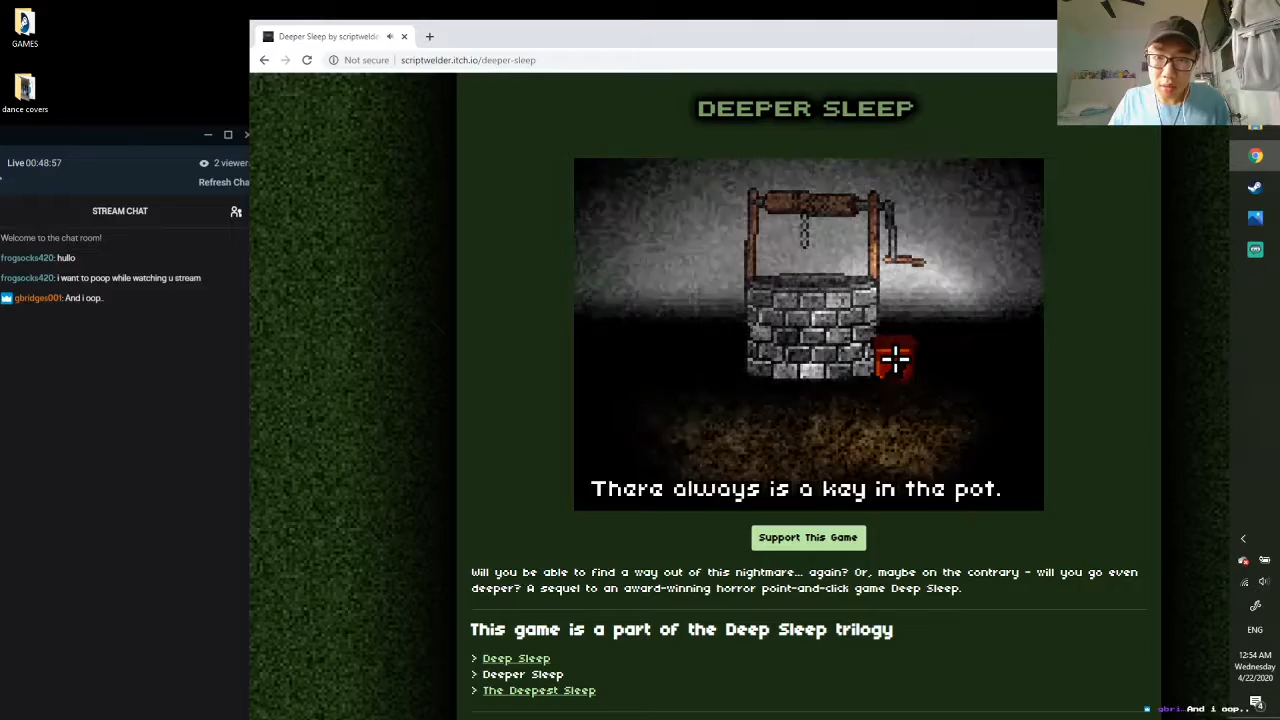 GAMES
dance covers
Deeper Sleep by scriptwelde
Not secure
scriptwelder.itch.io/deeper-sleep
Live 00:48:57
2 viewer
Refresh Cha
STREAM CHAT
Welcome to the chat room!
frogsocks420: hullo
frogsocks420: i want to poop while watching u stream
gbridges001: And i oop..
DEEPER SLEEP
There always is a key in the pot.
Support This Game
Will you be able to find a way out of this nightmare... again? Or, maybe on the contrary - will you go even
deeper? A sequel to an award-winning horror point-and-click game Deep Sleep.
This game is a part of the Deep Sleep trilogy
> Deep Sleep
> Deeper Sleep
> The Deepest Sleep
ENG
12:54 AM
Wednesday
4/22/2020
4
gbri…And i oop..